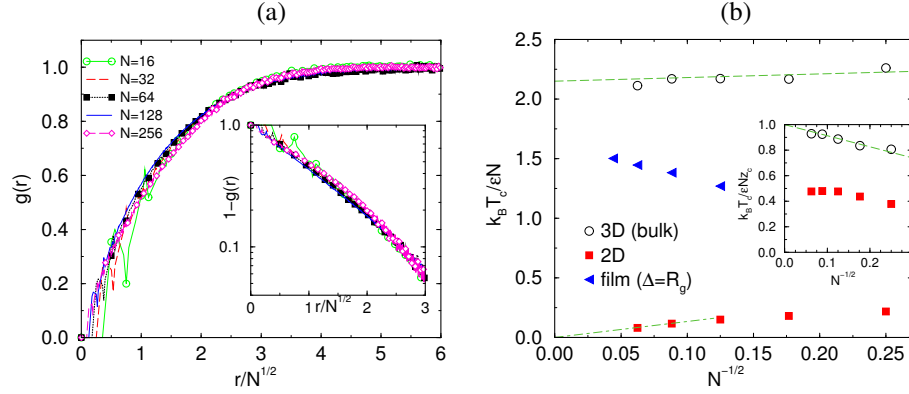 (a)
g(r)
1.0
0.8
0.6
0.4
0.2
0.0
0
1
2
3
4
5
6
r/N^{1/2}
N=16
N=32
N=64
N=128
N=256
1−g(r)
1.0
0.1
0
1
2
3
r/N^{1/2}
(b)
k_B T_c/εN
2.5
2.0
1.5
1.0
0.5
0.0
0.00
0.05
0.10
0.15
0.20
0.25
N^{−1/2}
3D (bulk)
2D
film (Δ=R_g)
k_B T_c/εNz_c
1.0
0.8
0.6
0.4
0.2
0.0
0.0
0.1
0.2
N^{−1/2}